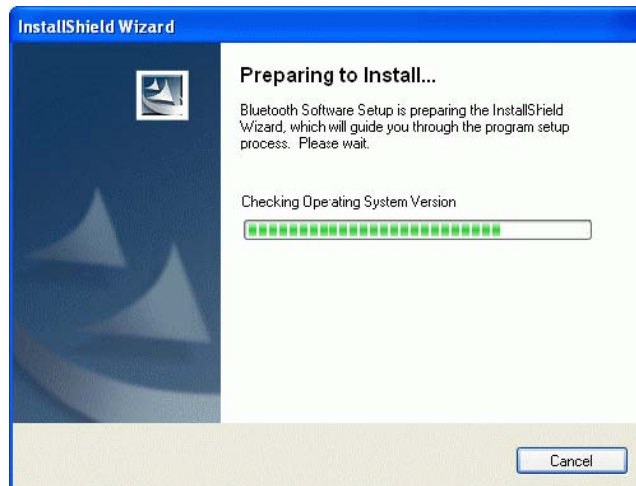 InstallShield Wizard
Preparing to Install...
Bluetooth Software Setup is preparing the InstallShield
Wizard, which will guide you through the program setup
process. Please wait.
Checking Operating System Version
Cancel